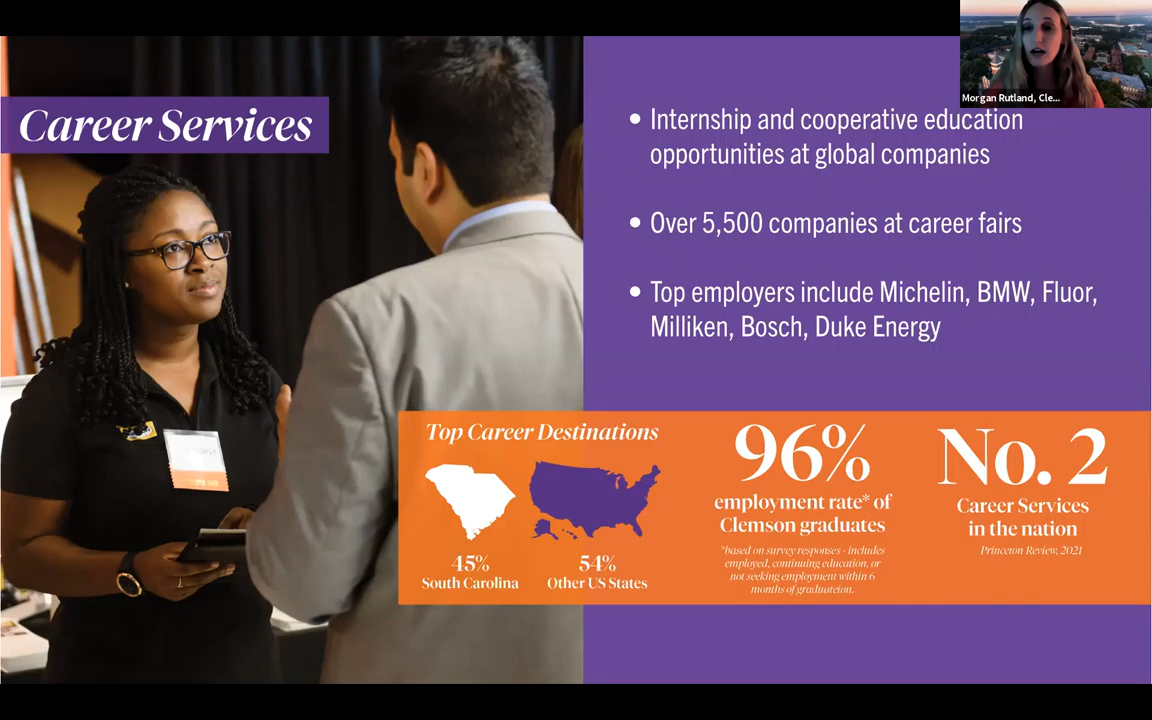 Morgan Rutland, Cle...
Career Services
• Internship and cooperative education
opportunities at global companies
• Over 5,500 companies at career fairs
• Top employers include Michelin, BMW, Fluor,
Milliken, Bosch, Duke Energy
Top Career Destinations
45%
South Carolina
54%
Other US States
96%
employment rate* of
Clemson graduates
*based on survey responses - includes
employed, continuing education, or
not seeking employment within 6
months of graduateion.
No. 2
Career Services
in the nation
Princeton Review, 2021